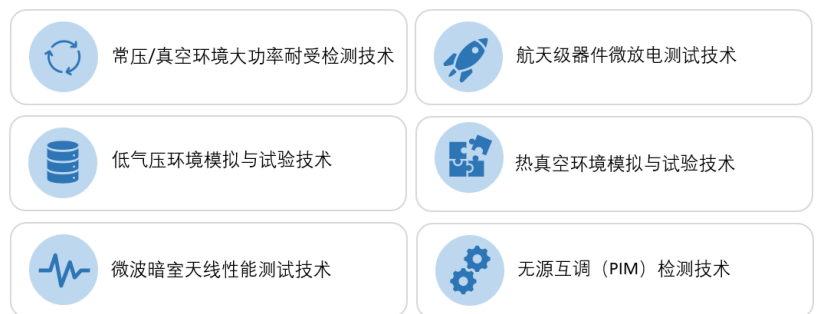 常压/真空环境大功率耐受检测技术
航天级器件微放电测试技术
低气压环境模拟与试验技术
热真空环境模拟与试验技术
微波暗室天线性能测试技术
无源互调（PIM）检测技术